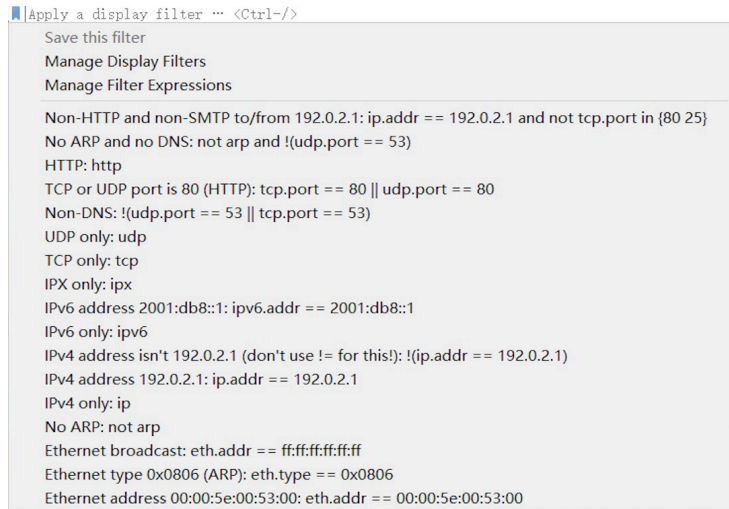 Apply a display filter … <Ctrl-/>
Save this filter
Manage Display Filters
Manage Filter Expressions
Non-HTTP and non-SMTP to/from 192.0.2.1: ip.addr == 192.0.2.1 and not tcp.port in {80 25}
No ARP and no DNS: not arp and !(udp.port == 53)
HTTP: http
TCP or UDP port is 80 (HTTP): tcp.port == 80 || udp.port == 80
Non-DNS: !(udp.port == 53 || tcp.port == 53)
UDP only: udp
TCP only: tcp
IPX only: ipx
IPv6 address 2001:db8::1: ipv6.addr == 2001:db8::1
IPv6 only: ipv6
IPv4 address isn't 192.0.2.1 (don't use != for this!): !(ip.addr == 192.0.2.1)
IPv4 address 192.0.2.1: ip.addr == 192.0.2.1
IPv4 only: ip
No ARP: not arp
Ethernet broadcast: eth.addr == ff:ff:ff:ff:ff:ff
Ethernet type 0x0806 (ARP): eth.type == 0x0806
Ethernet address 00:00:5e:00:53:00: eth.addr == 00:00:5e:00:53:00